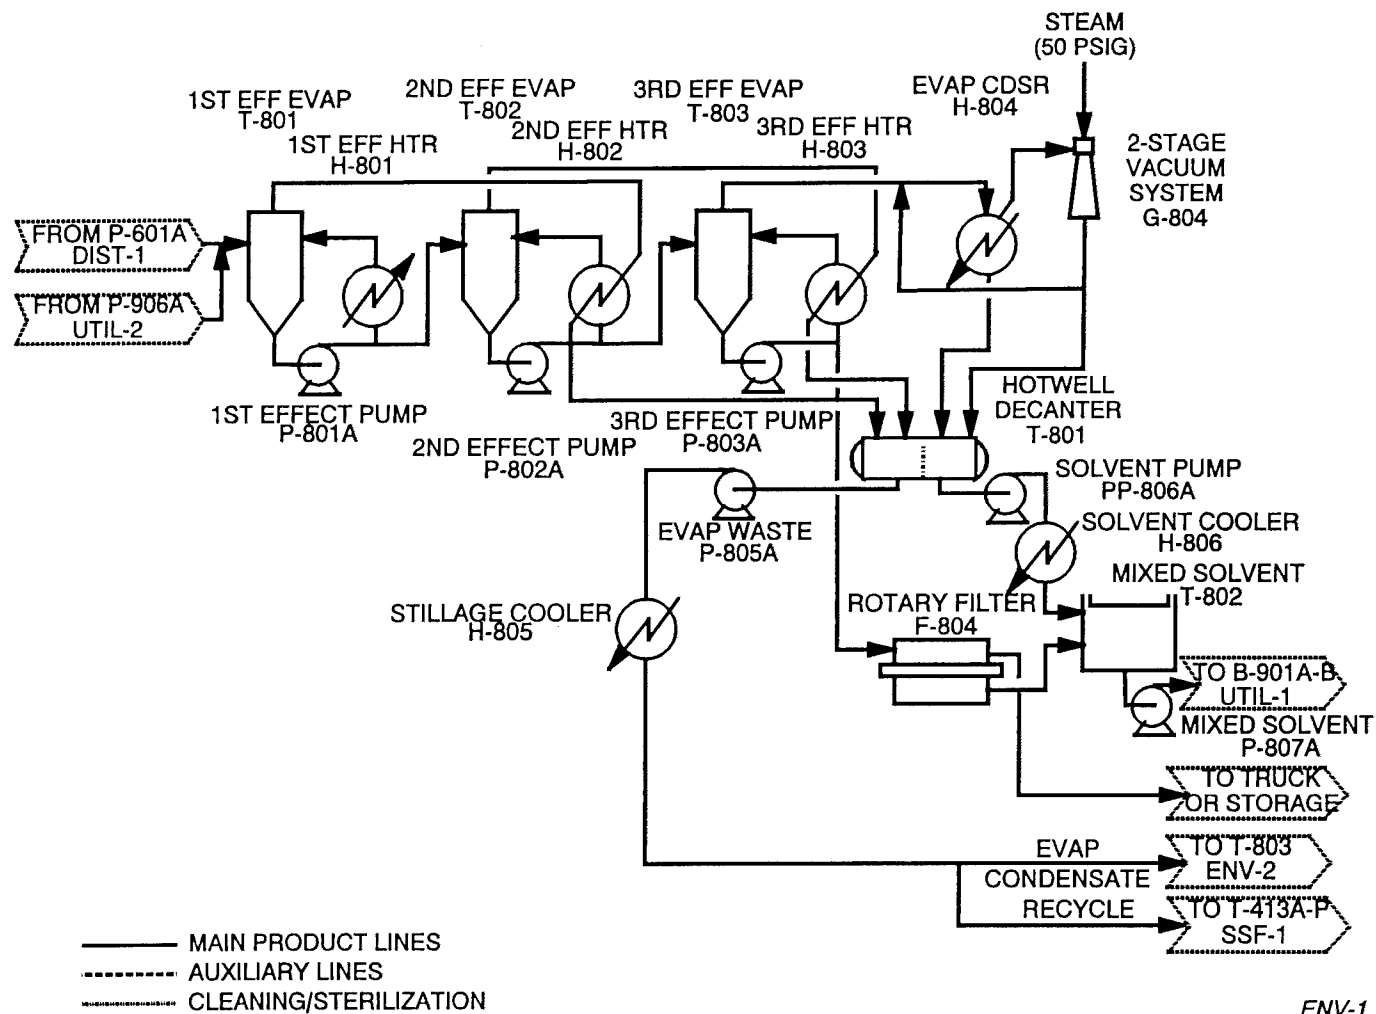 STEAM
(50 PSIG)
EVAP CDSR
H-804
1ST EFF EVAP
T-801
2ND EFF EVAP
T-802
3RD EFF EVAP
T-803
1ST EFF HTR
H-801
2ND EFF HTR
H-802
3RD EFF HTR
H-803
2-STAGE
VACUUM
SYSTEM
G-804
FROM P-601A
DIST-1
FROM P-906A
UTIL-2
1ST EFFECT PUMP
P-801A
2ND EFFECT PUMP
P-802A
3RD EFFECT PUMP
P-803A
HOTWELL
DECANTER
T-801
SOLVENT PUMP
PP-806A
EVAP WASTE
P-805A
SOLVENT COOLER
H-806
MIXED SOLVENT
T-802
STILLAGE COOLER
H-805
ROTARY FILTER
F-804
TO B-901A-B
UTIL-1
MIXED SOLVENT
P-807A
TO TRUCK
OR STORAGE
EVAP
CONDENSATE
RECYCLE
TO T-803
ENV-2
TO T-413A-P
SSF-1
MAIN PRODUCT LINES
AUXILIARY LINES
CLEANING/STERILIZATION
ENV-1